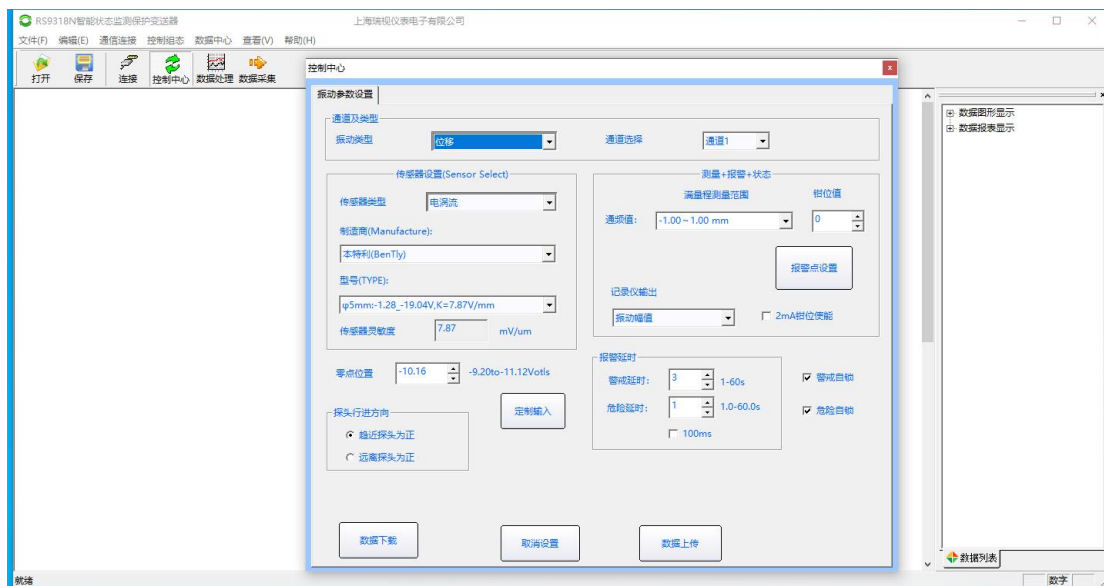 RS9318N智能状态监测保护变送器 上海瑞视仪表电子有限公司
文件(F) 编辑(E) 通信连接 控制组态 数据中心 查看(V) 帮助(H)
打开 保存 连接 控制中心 数据处理 数据采集
控制中心
振动参数设置
通道及类型
振动类型 位移 通道选择 通道1
传感器设置(Sensor Select)
传感器类型 电涡流
制造商(Manufacture):
本特利(BenTly)
型号(TYPE):
φ5mm:-1.28_-19.04V,K=7.87V/mm
传感器灵敏度 7.87 mV/um
测量+报警+状态
满量程测量范围 钳位值
通频值: -1.00~1.00 mm 0
报警点设置
记录仪输出
振动幅值 2mA钳位使能
零点位置 -10.16 -9.20to-11.12Votls
定制输入
探头行进方向
趋近探头为正
远离探头为正
报警延时
警戒延时: 3 1-60s
危险延时: 1 1.0-60.0s
100ms
警戒自锁
危险自锁
数据下载 取消设置 数据上传
数据图形显示
数据报表显示
数据列表
就绪 数字